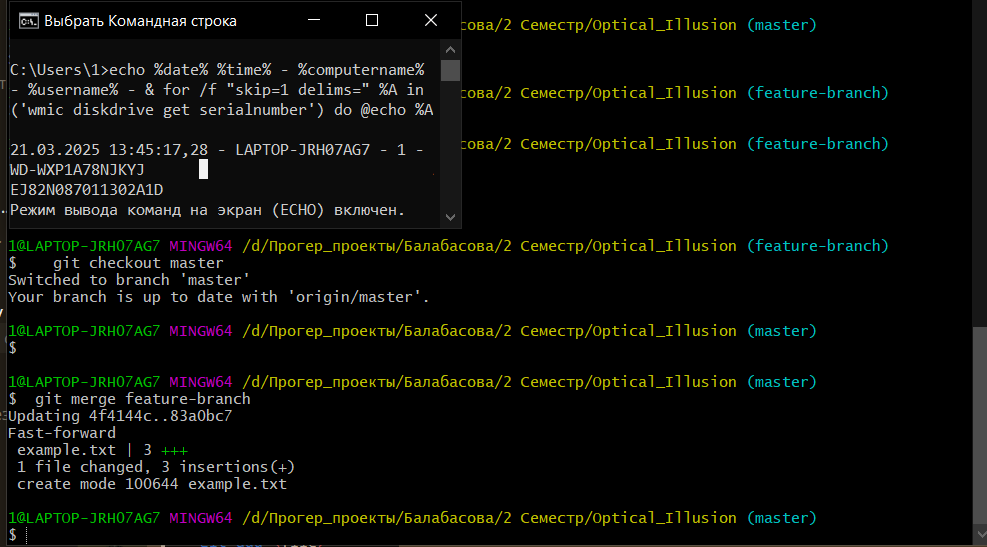 Выбрать Командная строка
C:\Users\1>echo %date% %time% - %computername%
- %username% - & for /f "skip=1 delims=" %A in
('wmic diskdrive get serialnumber') do @echo %A
21.03.2025 13:45:17,28 - LAPTOP-JRH07AG7 - 1 -
WD-WXP1A78NJKYJ
EJ82N087011302A1D
Режим вывода команд на экран (ECHO) включен.
сова/2 Семестр/Optical_Illusion (master)
сова/2 Семестр/Optical_Illusion (feature-branch)
сова/2 Семестр/Optical_Illusion (feature-branch)
1@LAPTOP-JRH07AG7 MINGW64 /d/Прогер_проекты/Балабасова/2 Семестр/Optical_Illusion (feature-branch)
$    git checkout master
Switched to branch 'master'
Your branch is up to date with 'origin/master'.
1@LAPTOP-JRH07AG7 MINGW64 /d/Прогер_проекты/Балабасова/2 Семестр/Optical_Illusion (master)
$
1@LAPTOP-JRH07AG7 MINGW64 /d/Прогер_проекты/Балабасова/2 Семестр/Optical_Illusion (master)
$  git merge feature-branch
Updating 4f4144c..83a0bc7
Fast-forward
 example.txt | 3 +++
 1 file changed, 3 insertions(+)
 create mode 100644 example.txt
1@LAPTOP-JRH07AG7 MINGW64 /d/Прогер_проекты/Балабасова/2 Семестр/Optical_Illusion (master)
$